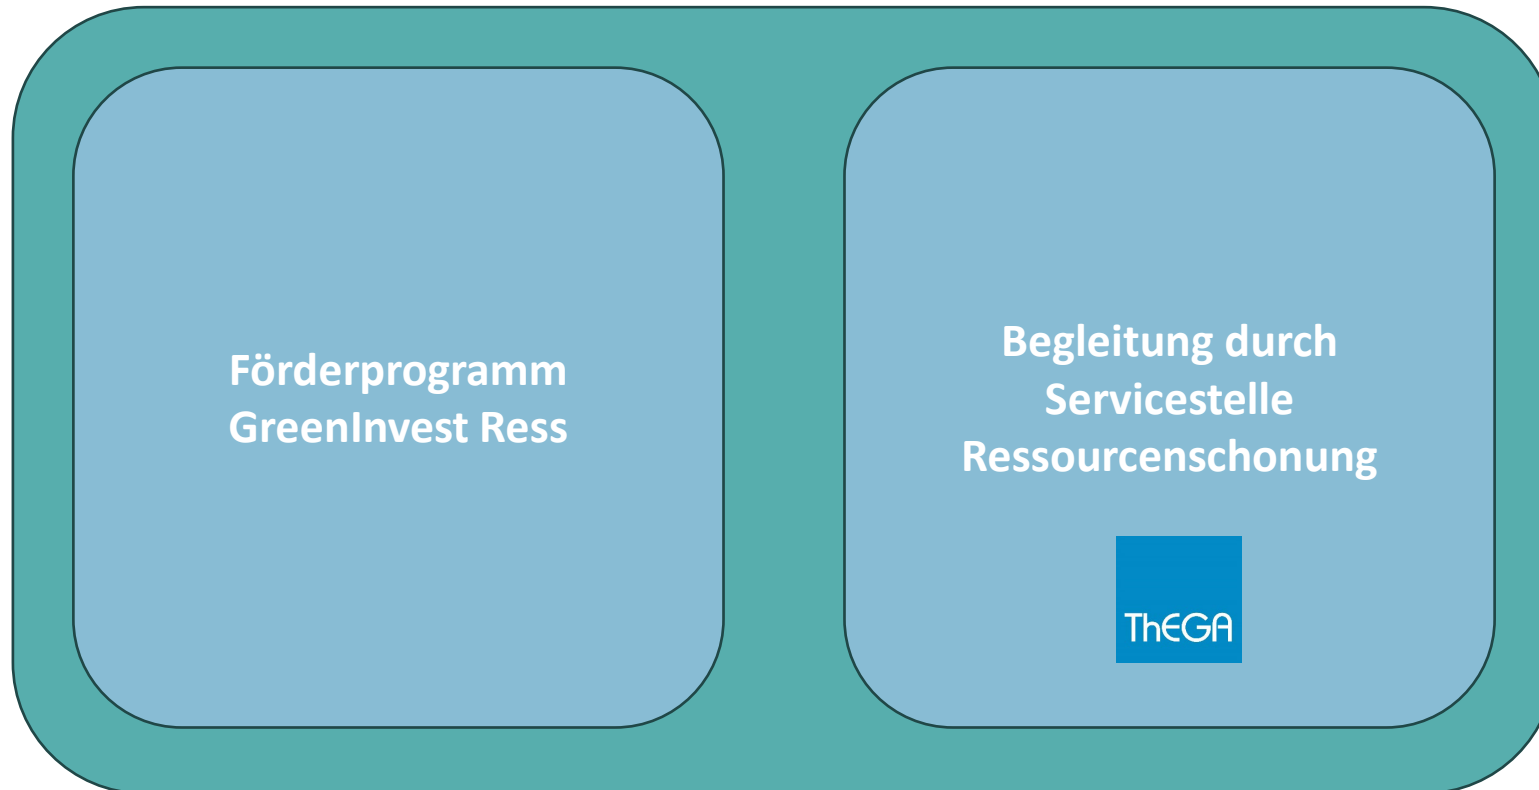 Förderprogramm
GreenInvest Ress
Begleitung durch
Servicestelle
Ressourcenschonung
ThEGA